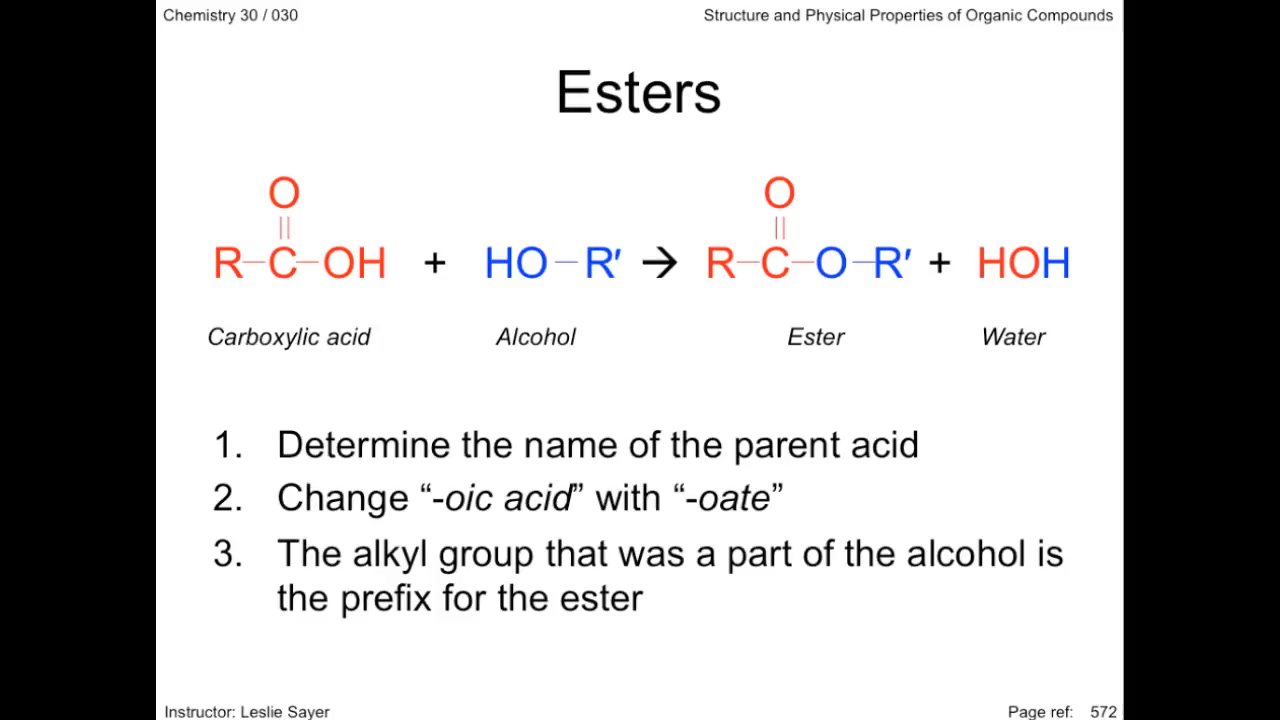 Chemistry 30 / 030
Structure and Physical Properties of Organic Compounds
Esters
O O
R–C–OH + HO–R′ → R–C–O–R′ + HOH
Carboxylic acid Alcohol Ester Water
1. Determine the name of the parent acid
2. Change “-oic acid” with “-oate”
3. The alkyl group that was a part of the alcohol is
the prefix for the ester
Instructor: Leslie Sayer
Page ref: 572